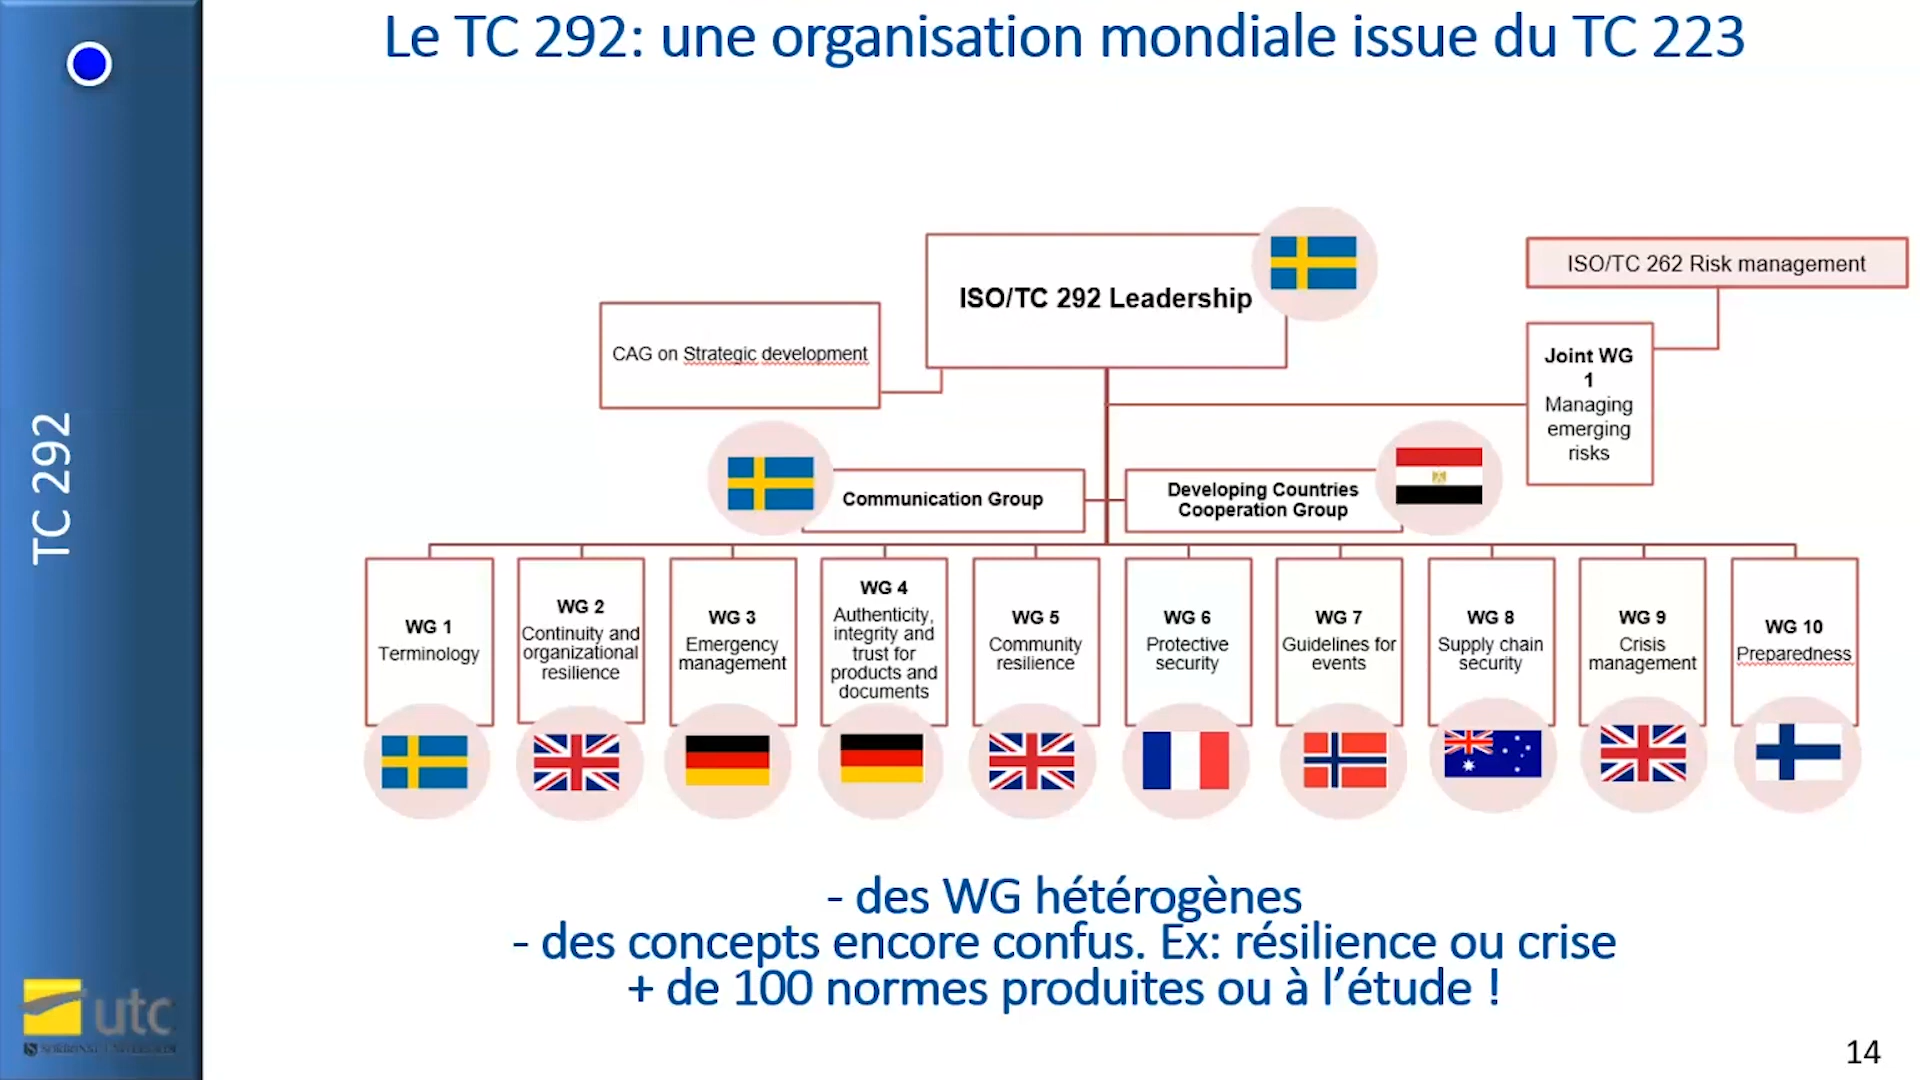 Le TC 292: une organisation mondiale issue du TC 223
TC 292
ISO/TC 292 Leadership
ISO/TC 262 Risk management
CAG on Strategic development
Joint WG
1
Managing
emerging
risks
Communication Group
Developing Countries
Cooperation Group
WG 1
Terminology
WG 2
Continuity and
organizational
resilience
WG 3
Emergency
management
WG 4
Authenticity,
integrity and
trust for
products and
documents
WG 5
Community
resilience
WG 6
Protective
security
WG 7
Guidelines for
events
WG 8
Supply chain
security
WG 9
Crisis
management
WG 10
Preparedness
- des WG hétérogènes
- des concepts encore confus. Ex: résilience ou crise
+ de 100 normes produites ou à l’étude !
utc
14